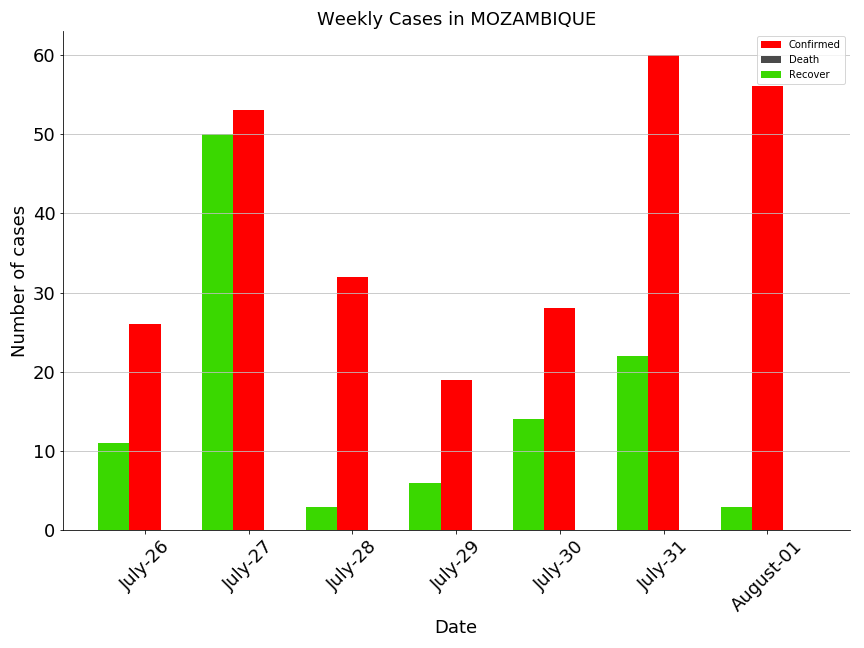 Weekly Cases in MOZAMBIQUE
Confirmed
Death
Recover
Number of cases
60
50
40
30
20
10
0
July-26
July-27
July-28
July-29
July-30
July-31
August-01
Date